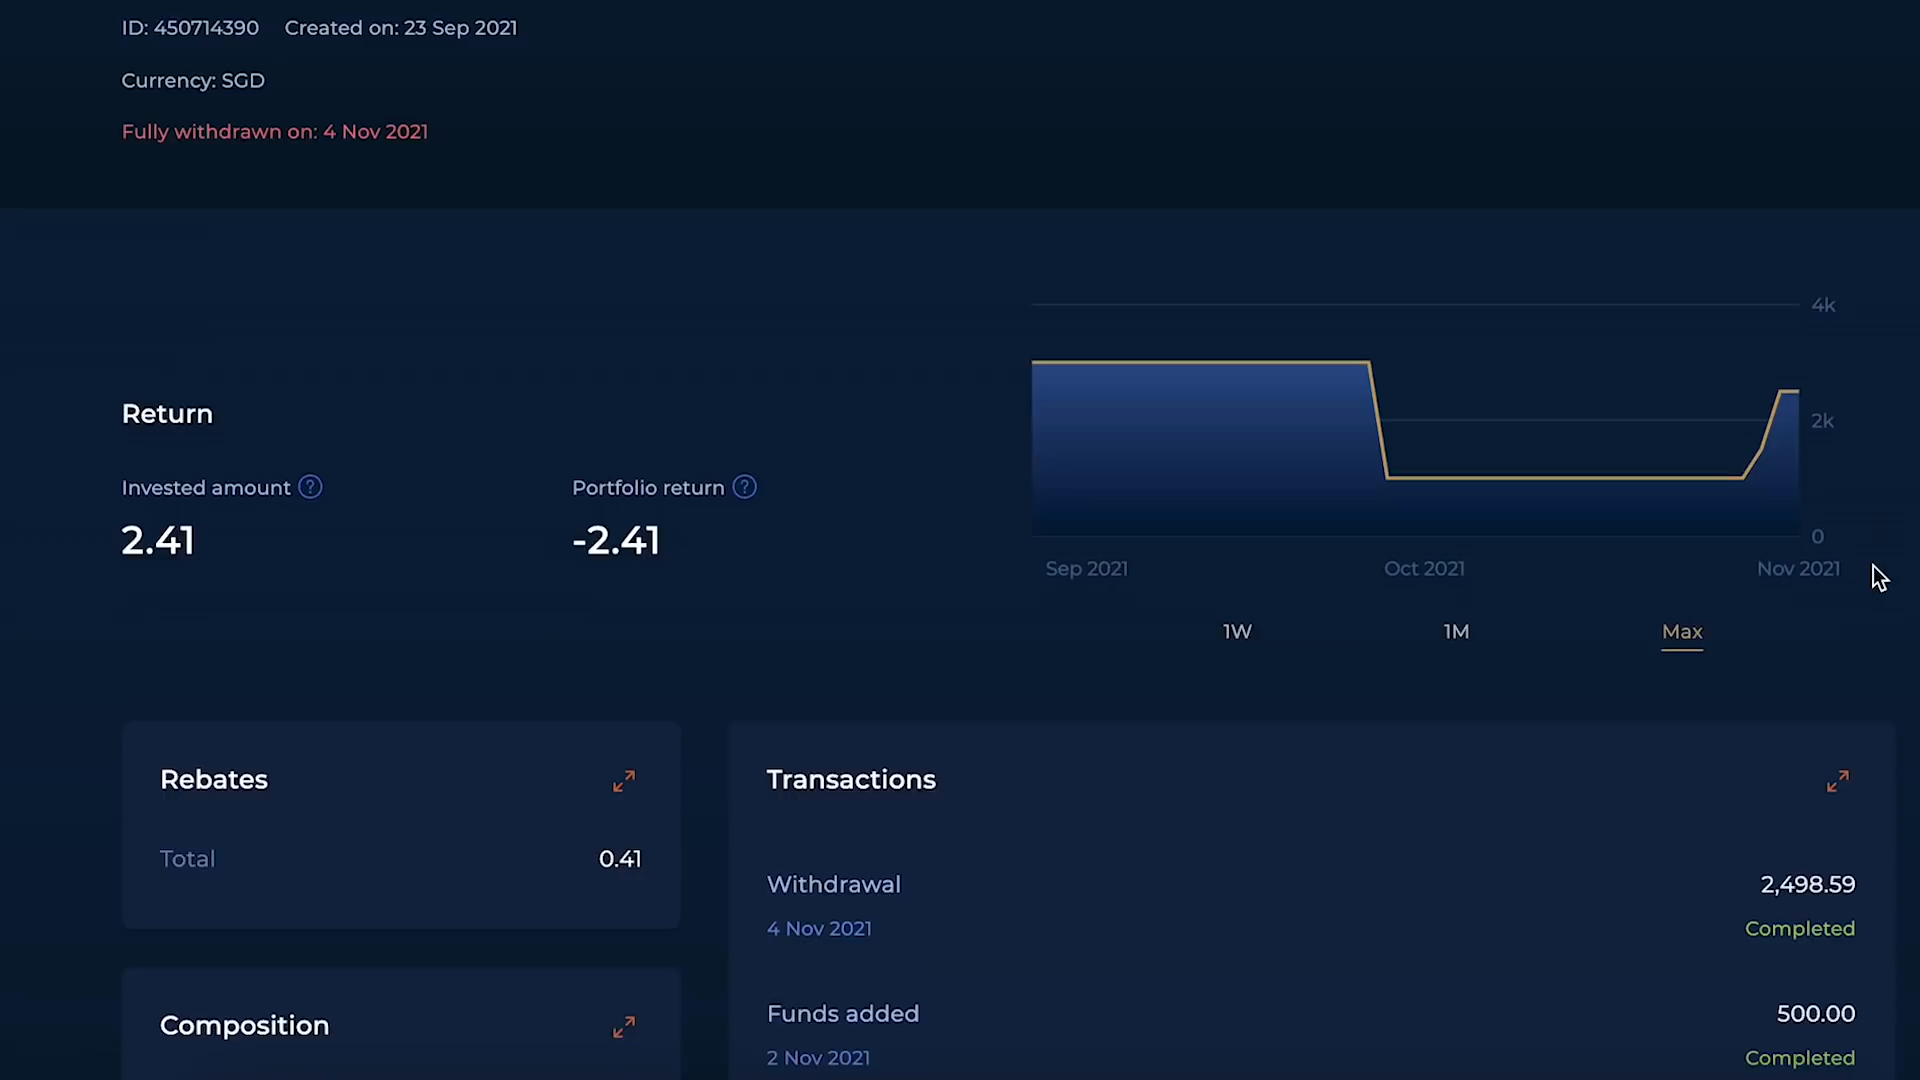 ID: 450714390 Created on: 23 Sep 2021
Currency: SGD
Fully withdrawn on: 4 Nov 2021
4k
Return
2k
Invested amount ? Portfolio return ?
2.41 -2.41
0
Sep 2021 Oct 2021 Nov 2021
1W 1M Max
Rebates
Total 0.41
Composition
Transactions
Withdrawal 2,498.59
4 Nov 2021 Completed
Funds added 500.00
2 Nov 2021 Completed